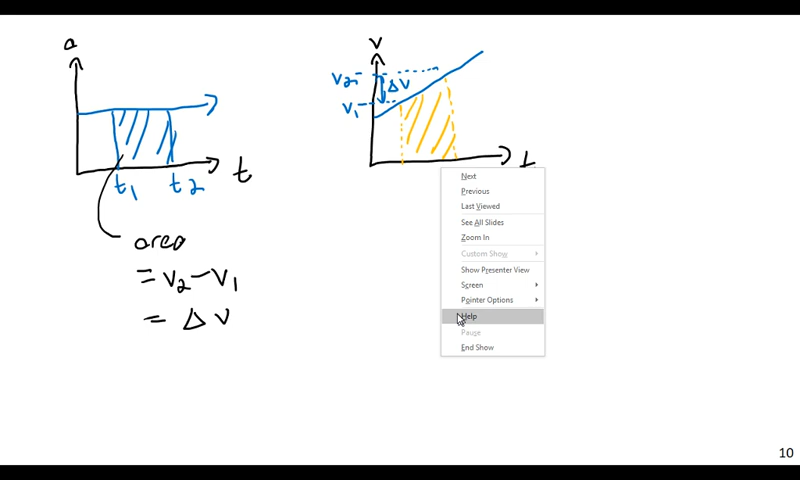 a
t
t1 t2
area
= V2 - V1
= Δ V
V
V2
ΔV
V1
t
Next
Previous
Last Viewed
See All Slides
Zoom In
Custom Show
Show Presenter View
Screen
Pointer Options
Help
Pause
End Show
10